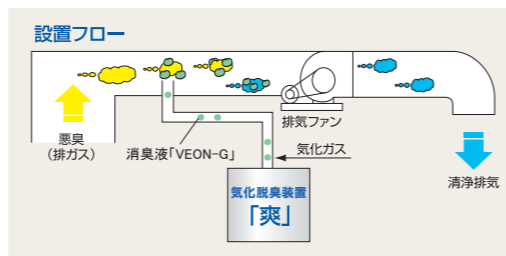 設置フロー
悪臭
(排ガス)
消臭液「VEON-G」
排気ファン
気化ガス
清浄排気
気化脱臭装置
「爽」